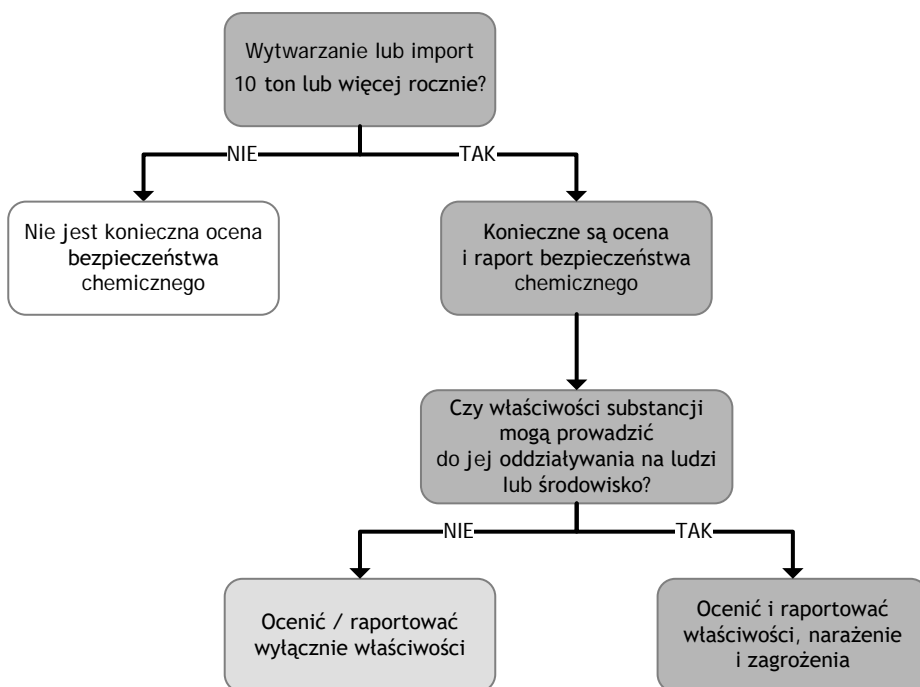 Wytwarzanie lub import
10 ton lub więcej rocznie?
NIE
TAK
Nie jest konieczna ocena
bezpieczeństwa
chemicznego
Konieczne są ocena
i raport bezpieczeństwa
chemicznego
Czy właściwości substancji
mogą prowadzić
do jej oddziaływania na ludzi
lub środowisko?
NIE
TAK
Ocenić / raportować
wyłącznie właściwości
Ocenić i raportować
właściwości, narażenie
i zagrożenia